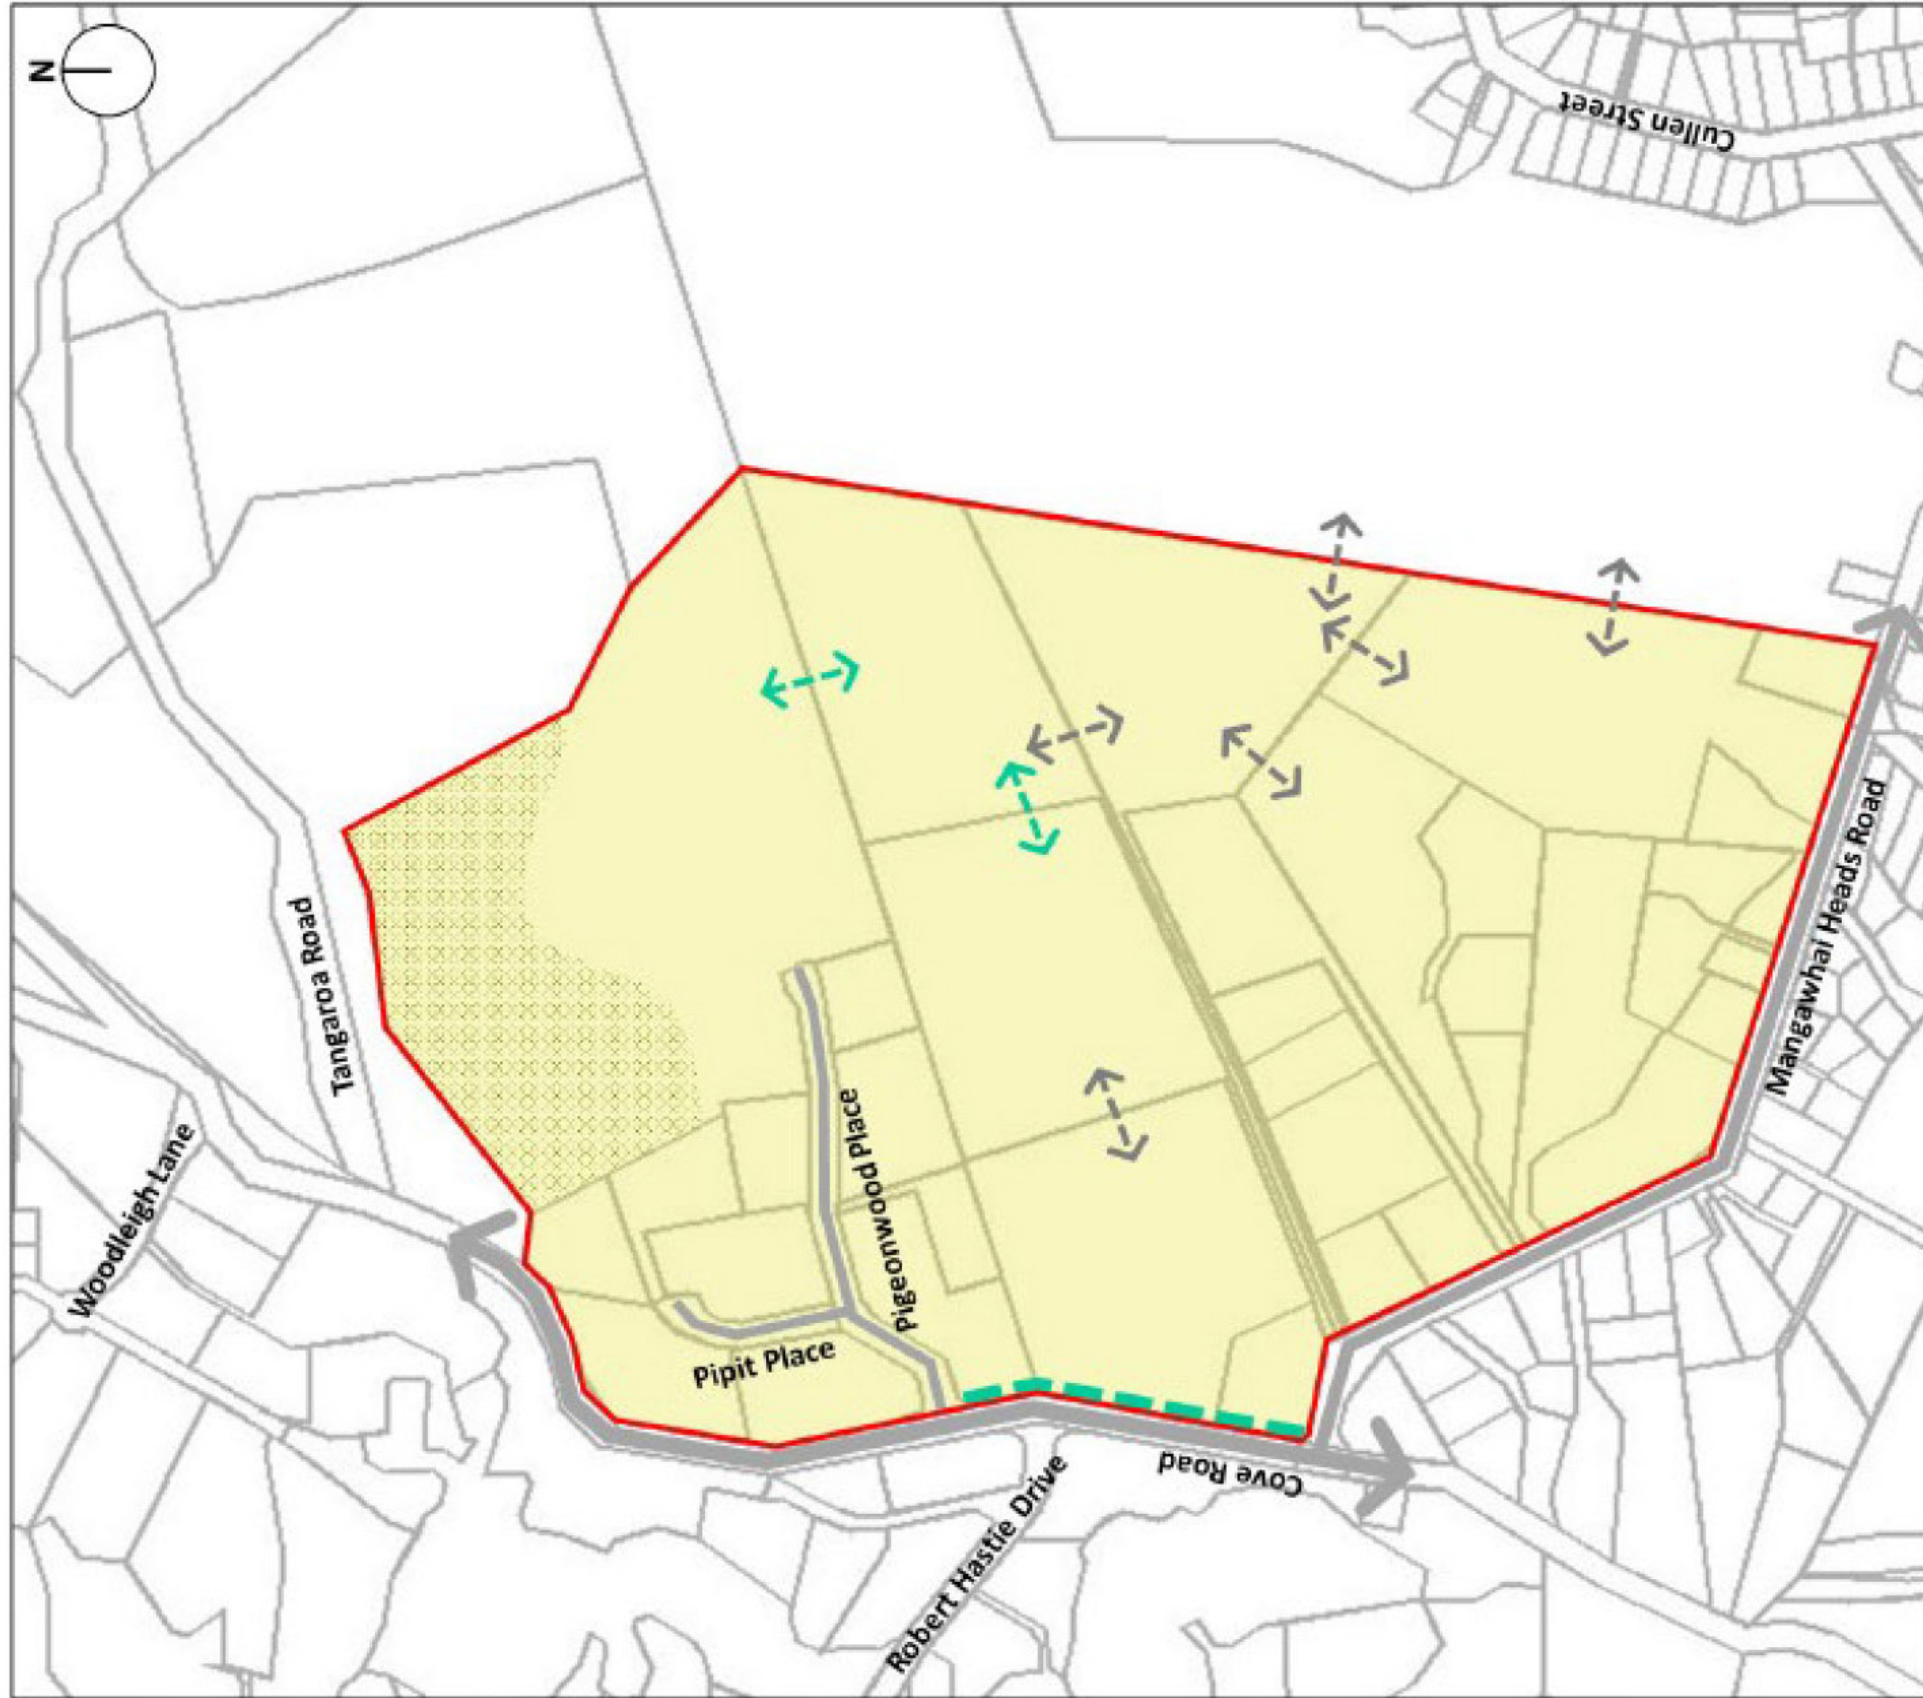 N
Cullen Street
Tangaroa Road
Woodleigh Lane
Mangawhai Heads Road
Pigeonwood Place
Pipit Place
Cove Road
Robert Hastie Drive